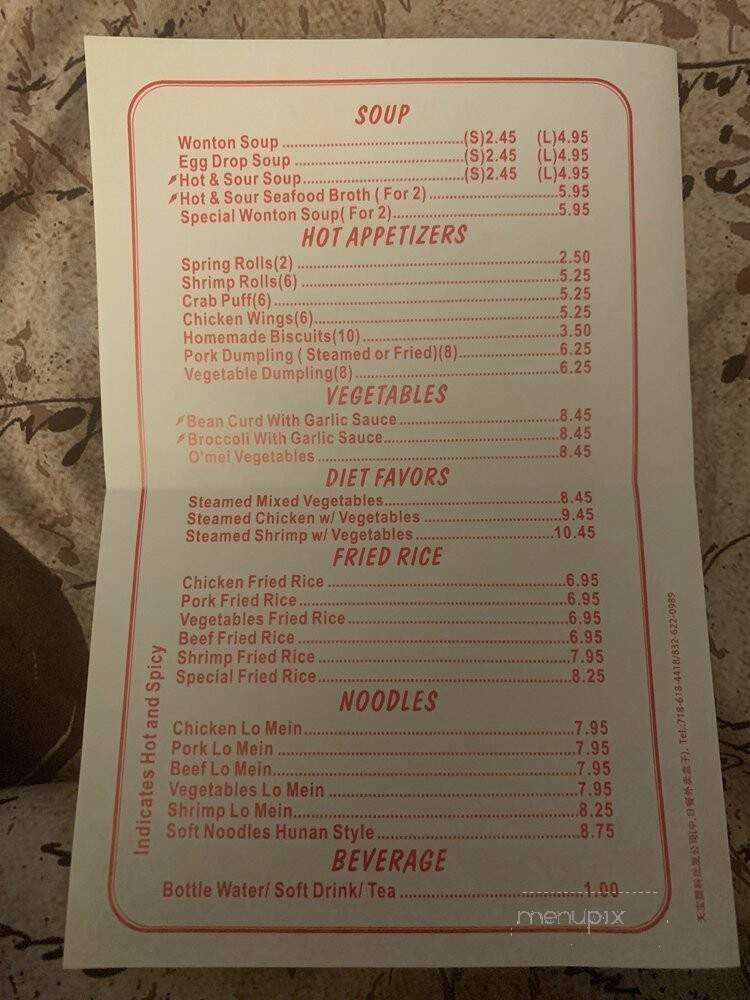 SOUP
Wonton Soup ........................................(S)2.45 (L)4.95
Egg Drop Soup ......................................(S)2.45 (L)4.95
Hot & Sour Soup....................................(S)2.45 (L)4.95
Hot & Sour Seafood Broth ( For 2)............................5.95
Special Wonton Soup( For 2)...................................5.95
HOT APPETIZERS
Spring Rolls(2) .........................................................2.50
Shrimp Rolls(6) ........................................................5.25
Crab Puff(6)..............................................................5.25
Chicken Wings(6).....................................................5.25
Homemade Biscuits(10)...........................................3.50
Pork Dumpling ( Steamed or Fried)(8)......................6.25
Vegetable Dumpling(8).............................................6.25
VEGETABLES
Bean Curd With Garlic Sauce...................................8.45
Broccoli With Garlic Sauce......................................8.45
O'mei Vegetables .....................................................8.45
DIET FAVORS
Steamed Mixed Vegetables......................................8.45
Steamed Chicken w/ Vegetables ..............................9.45
Steamed Shrimp w/ Vegetables ..............................10.45
FRIED RICE
Chicken Fried Rice ...................................................6.95
Pork Fried Rice.........................................................6.95
Vegetables Fried Rice...............................................6.95
Beef Fried Rice .........................................................6.95
Shrimp Fried Rice .....................................................7.95
Special Fried Rice......................................................8.25
NOODLES
Chicken Lo Mein.......................................................7.95
Pork Lo Mein ............................................................7.95
Beef Lo Mein.............................................................7.95
Vegetables Lo Mein ..................................................7.95
Shrimp Lo Mein.........................................................8.25
Soft Noodles Hunan Style.........................................8.75
BEVERAGE
Bottle Water/ Soft Drink/ Tea ...................................1.00
Indicates Hot and Spicy
Tel.:718-618-4418/832-622-0989
menupix